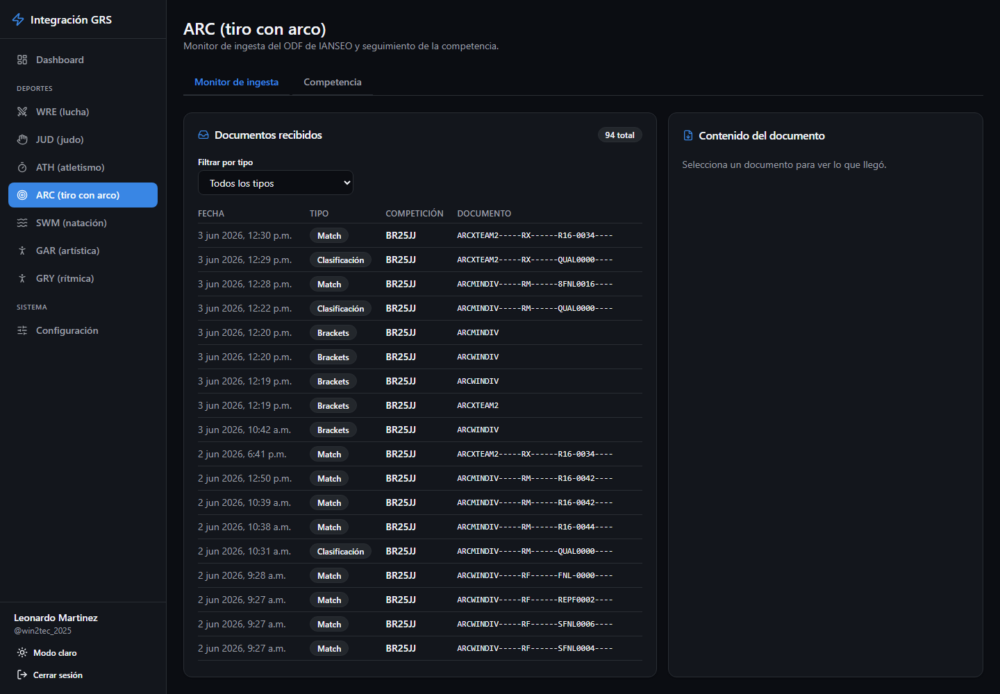 Integración GRS
Dashboard
DEPORTES
WRE (lucha)
JUD (judo)
ATH (atletismo)
ARC (tiro con arco)
SWM (natación)
GAR (artística)
GRY (rítmica)
SISTEMA
Configuración
Leonardo Martinez
@win2tec_2025
Modo claro
Cerrar sesión
ARC (tiro con arco)
Monitor de ingesta del ODF de IANSEO y seguimiento de la competencia.
Monitor de ingesta Competencia
Documentos recibidos 94 total
Filtrar por tipo
Todos los tipos
FECHA TIPO COMPETICIÓN DOCUMENTO
3 jun 2026, 12:30 p.m. Match BR25JJ ARCXTEAM2-----RX------R16-0034----
3 jun 2026, 12:29 p.m. Clasificación BR25JJ ARCXTEAM2-----RX------QUAL0000----
3 jun 2026, 12:28 p.m. Match BR25JJ ARCMINDIV-----RM------8FNL0016----
3 jun 2026, 12:22 p.m. Clasificación BR25JJ ARCMINDIV-----RM------QUAL0000----
3 jun 2026, 12:20 p.m. Brackets BR25JJ ARCMINDIV
3 jun 2026, 12:20 p.m. Brackets BR25JJ ARCWINDIV
3 jun 2026, 12:19 p.m. Brackets BR25JJ ARCWINDIV
3 jun 2026, 12:19 p.m. Brackets BR25JJ ARCXTEAM2
3 jun 2026, 10:42 a.m. Brackets BR25JJ ARCWINDIV
2 jun 2026, 6:41 p.m. Match BR25JJ ARCXTEAM2-----RX------R16-0034----
2 jun 2026, 12:50 p.m. Match BR25JJ ARCMINDIV-----RM------R16-0042----
2 jun 2026, 10:39 a.m. Match BR25JJ ARCMINDIV-----RM------R16-0042----
2 jun 2026, 10:38 a.m. Match BR25JJ ARCMINDIV-----RM------R16-0044----
2 jun 2026, 10:31 a.m. Clasificación BR25JJ ARCMINDIV-----RM------QUAL0000----
2 jun 2026, 9:28 a.m. Match BR25JJ ARCWINDIV-----RF------FNL-0000----
2 jun 2026, 9:27 a.m. Match BR25JJ ARCWINDIV-----RF------REPF0002----
2 jun 2026, 9:27 a.m. Match BR25JJ ARCWINDIV-----RF------SFNL0006----
2 jun 2026, 9:27 a.m. Match BR25JJ ARCWINDIV-----RF------SFNL0004----
Contenido del documento
Selecciona un documento para ver lo que llegó.